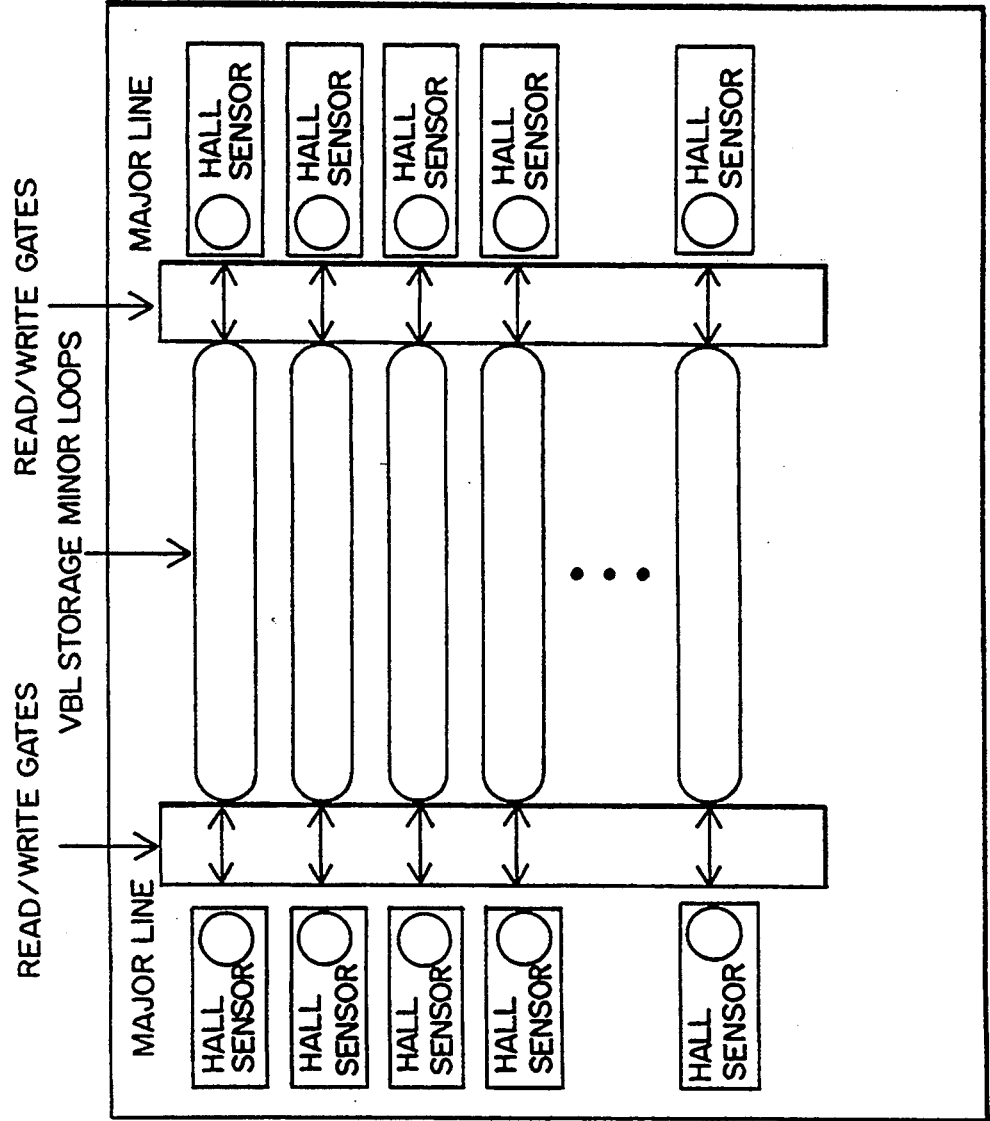 READ/WRITE GATES
READ/WRITE GATES
VBL STORAGE MINOR LOOPS
MAJOR LINE
MAJOR LINE
HALL
SENSOR
HALL
SENSOR
HALL
SENSOR
HALL
SENSOR
HALL
SENSOR
HALL
SENSOR
HALL
SENSOR
HALL
SENSOR
HALL
SENSOR
HALL
SENSOR